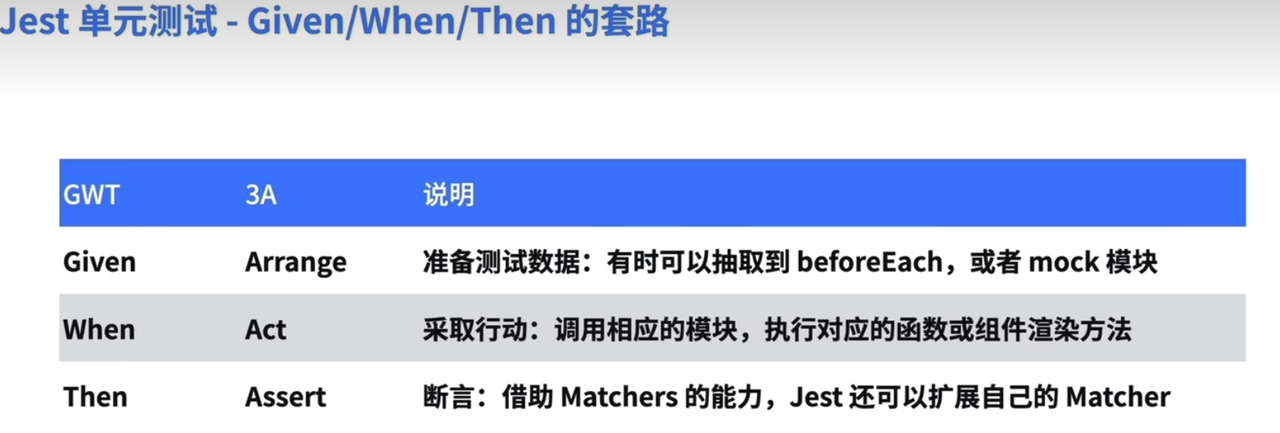 Jest 单元测试 - Given/When/Then 的套路
GWT 3A 说明
Given Arrange 准备测试数据：有时可以抽取到 beforeEach，或者 mock 模块
When Act 采取行动：调用相应的模块，执行对应的函数或组件渲染方法
Then Assert 断言：借助 Matchers 的能力，Jest 还可以扩展自己的 Matcher